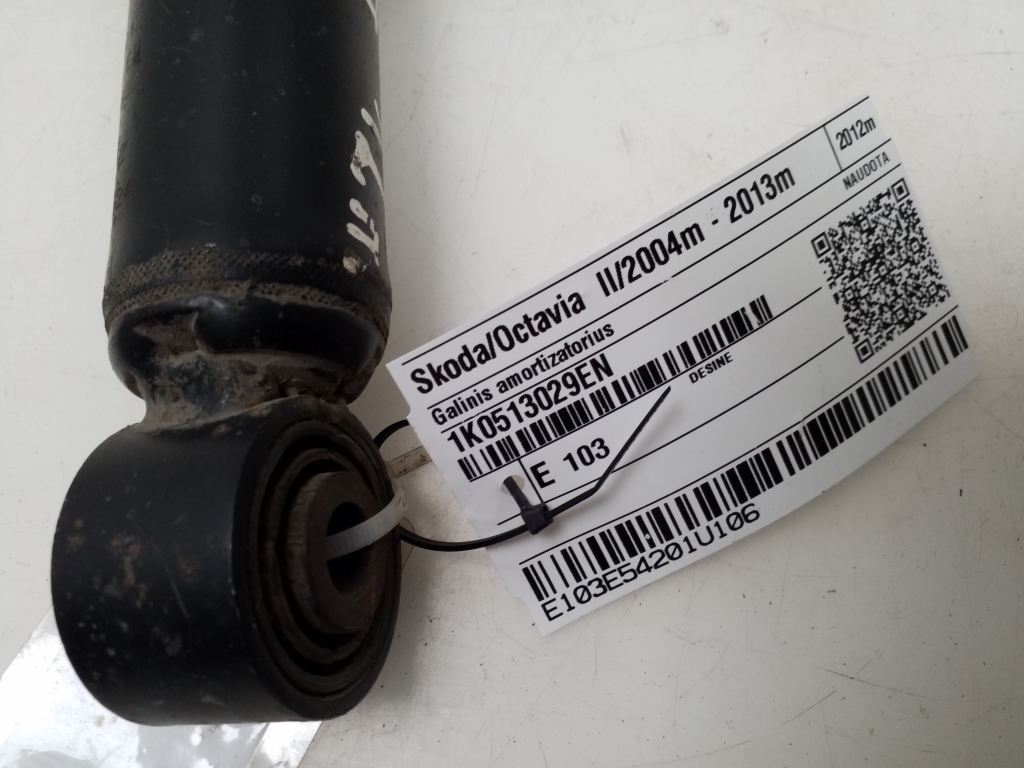 Skoda/Octavia II/2004m - 2013m
2012m
Galinis amortizatorius
NAUDOTA
1K0513029EN
DESINE
E 103
E103E54201U106